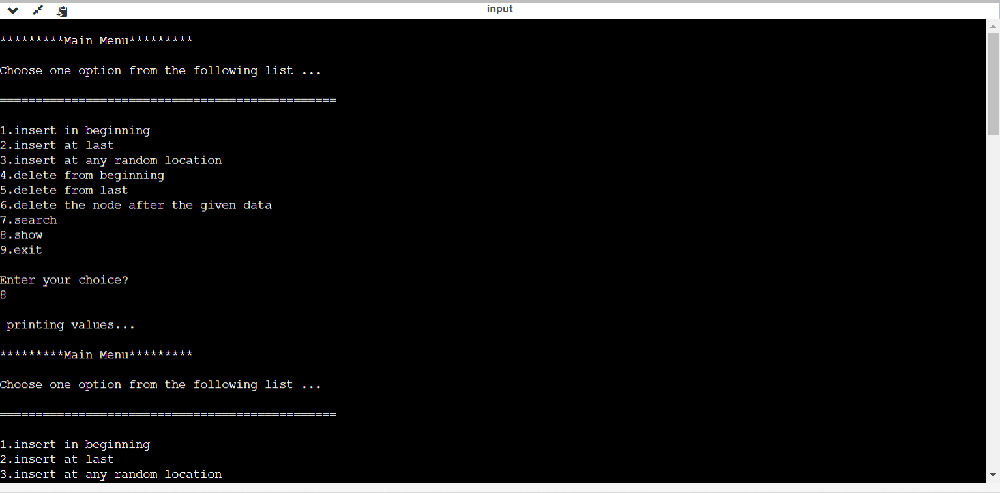 input
*********Main Menu*********
Choose one option from the following list ...
===============================================
1.insert in beginning
2.insert at last
3.insert at any random location
4.delete from beginning
5.delete from last
6.delete the node after the given data
7.search
8.show
9.exit
Enter your choice?
8
printing values...
*********Main Menu*********
Choose one option from the following list ...
===============================================
1.insert in beginning
2.insert at last
3.insert at any random location